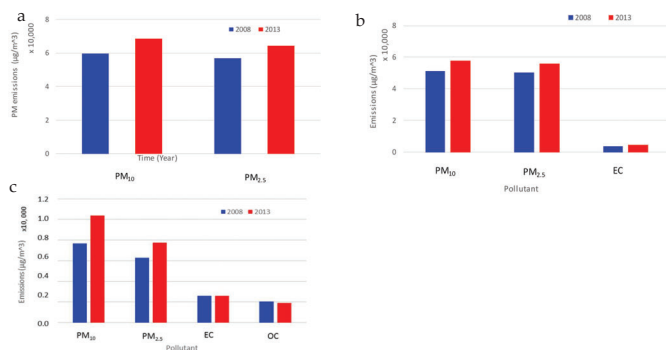 a
PM emissions (µg/m^3)
x 10,000
8
6
4
2
0
2008 2013
Time (Year)
PM10
PM2.5
b
Emissions (µg/m^3)
x 10,000
8
6
4
2
0
2008 2013
PM10
PM2.5
EC
Pollutant
c
Emissions (µg/m^3)
x10, 000
1.2
1.0
0.8
0.6
0.4
0.2
0.0
2008 2013
PM10
PM2.5
EC
OC
Pollutant